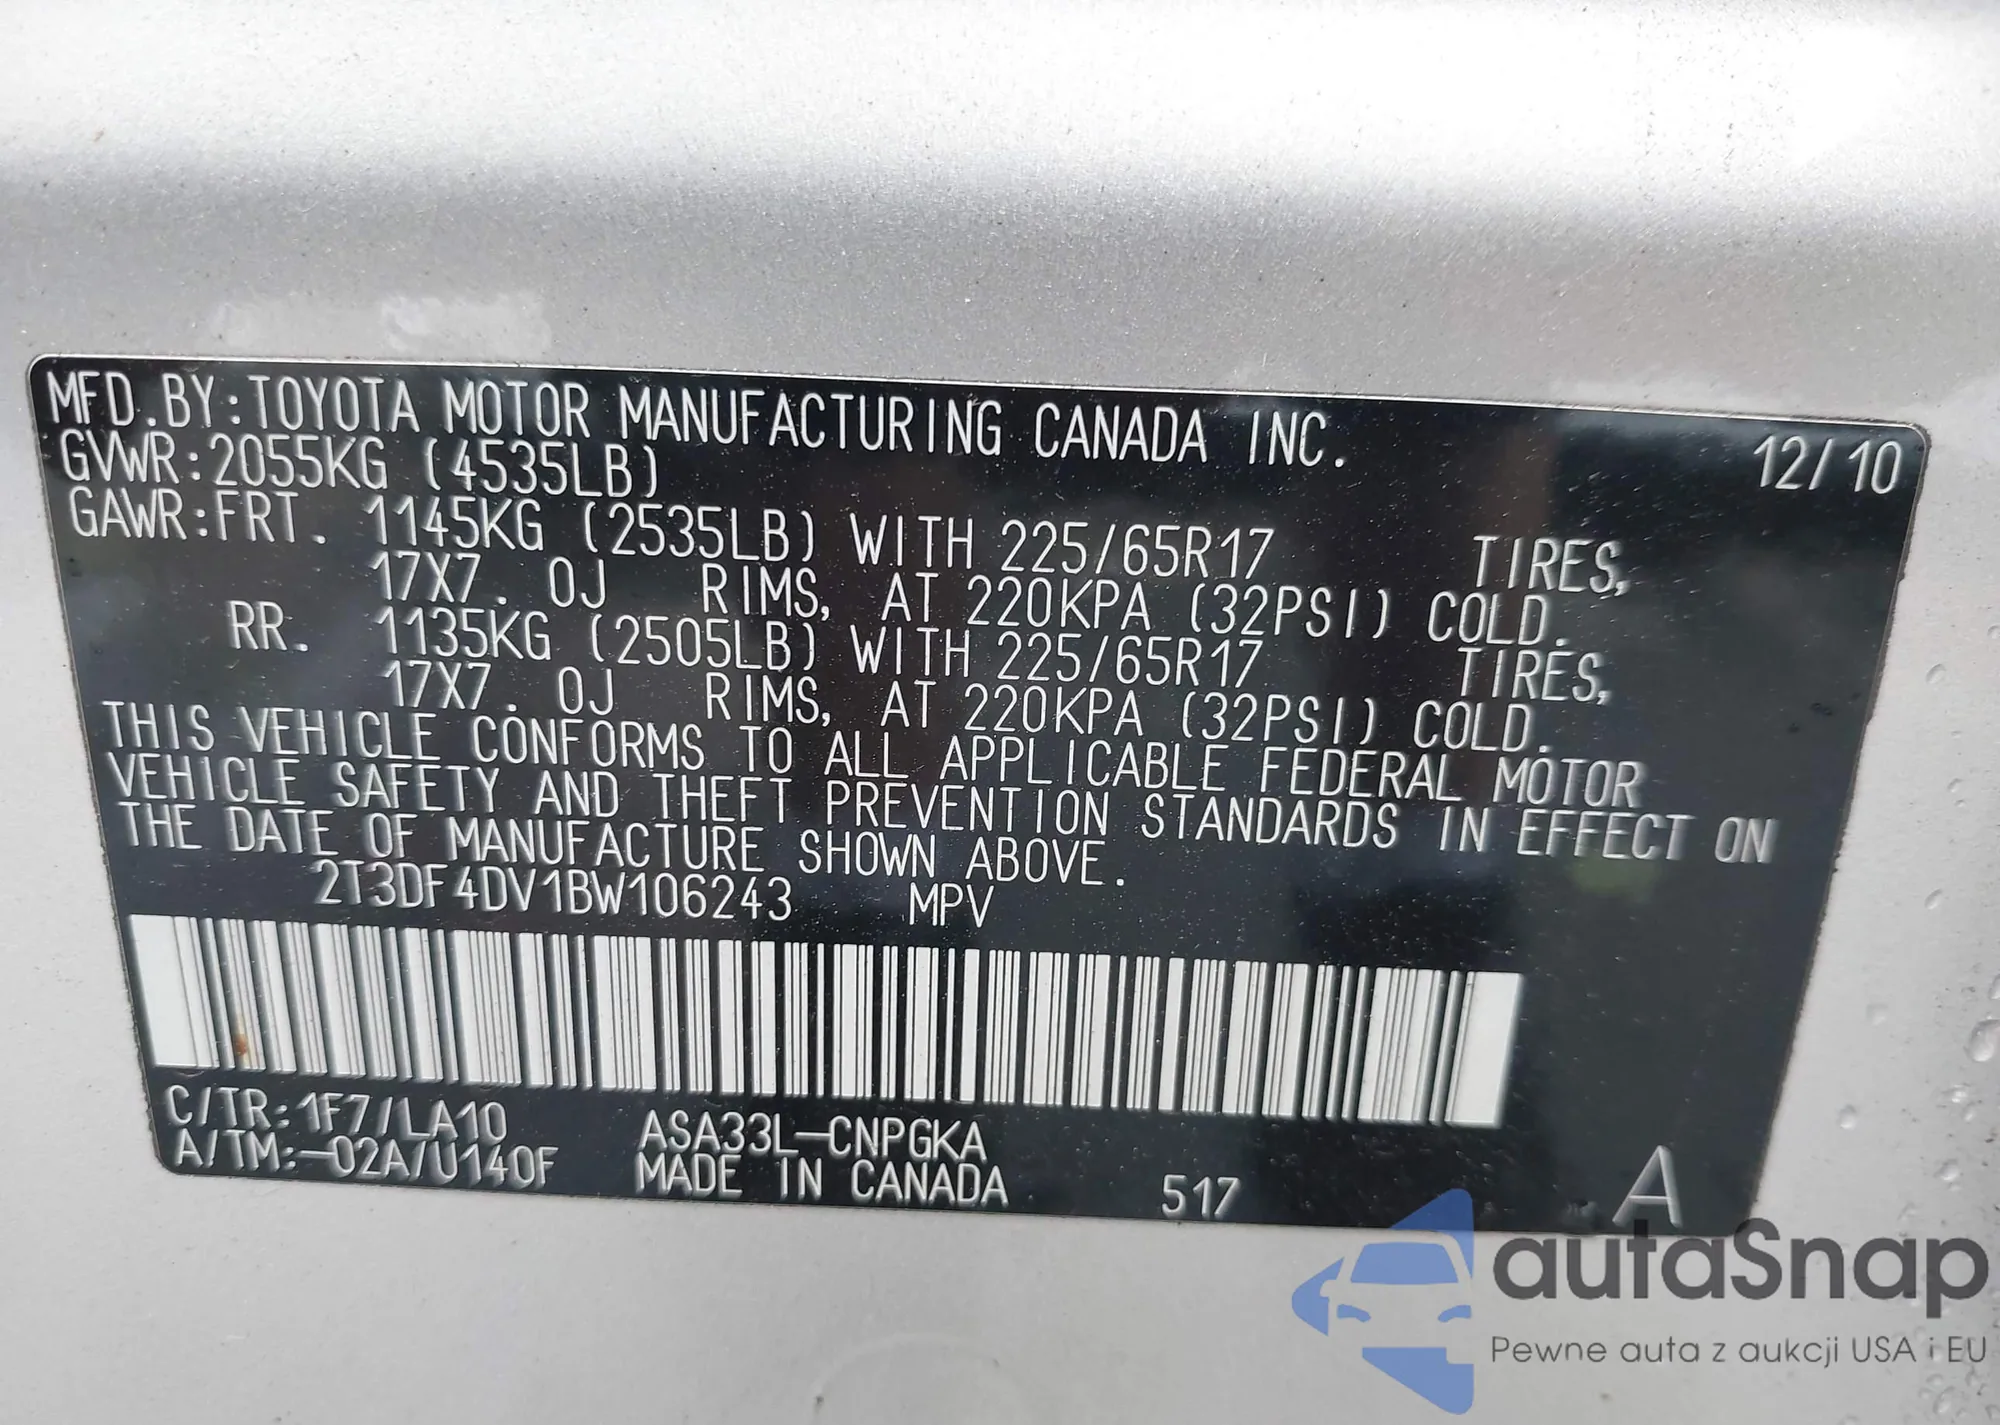 MFD.BY:TOYOTA MOTOR MANUFACTURING CANADA INC. 12/10
GVWR:2055KG (4535LB)
GAWR:FRT. 1145KG (2535LB) WITH 225/65R17 TIRES,
17X7.0J RIMS, AT 220KPA (32PSI) COLD.
RR. 1135KG (2505LB) WITH 225/65R17 TIRES,
17X7.0J RIMS, AT 220KPA (32PSI) COLD.
THIS VEHICLE CONFORMS TO ALL APPLICABLE FEDERAL MOTOR
VEHICLE SAFETY AND THEFT PREVENTION STANDARDS IN EFFECT ON
THE DATE OF MANUFACTURE SHOWN ABOVE.
2T3DF4DV1BW106243 MPV
C/TR:1F7/LA10 ASA33L-CNPGKA
A/TM:-02A/U140F MADE IN CANADA 517 A
autoSnap
Pewne auta z aukcji USA i EU